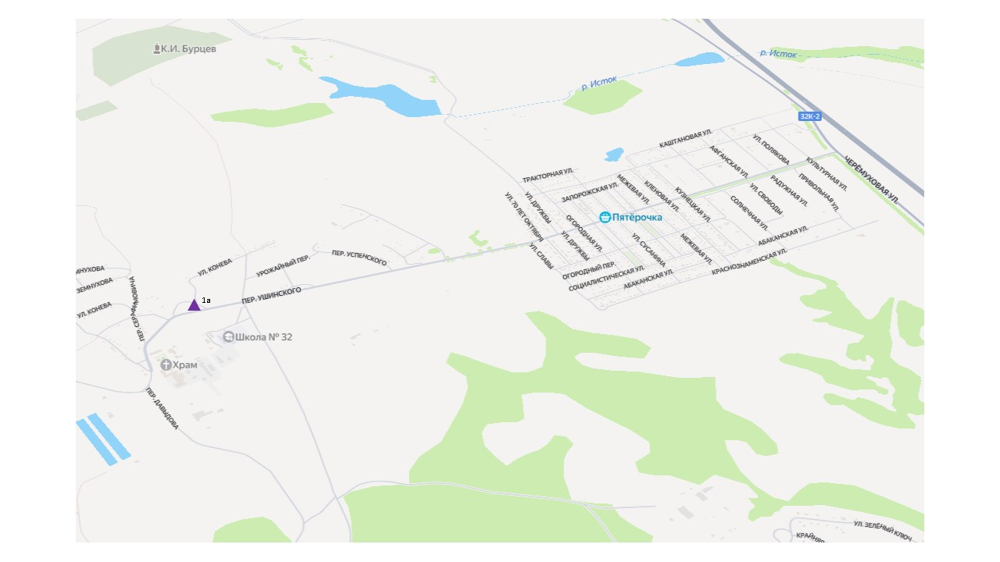 К.И. Бурцев
р. Исток
р. Исток
32К-2
КАШТАНОВАЯ УЛ.
УЛ. ПОЛЯКОВА
АФГАНСКАЯ УЛ.
КУЛЬТУРНАЯ УЛ.
ЧЕРЁМУХОВАЯ УЛ.
ТРАКТОРНАЯ УЛ.
ЗАПОРОЖСКАЯ УЛ.
МЕЖЕВАЯ УЛ.
КЛЕНОВАЯ УЛ.
КУЗНЕЦКАЯ УЛ.
УЛ. СВОБОДЫ
РАДУЖНАЯ УЛ.
ПРИВОЛЬНАЯ УЛ.
СОЛНЕЧНАЯ УЛ.
УЛ. 70 ЛЕТ ОКТЯБРЯ
УЛ. ДРУЖБЫ
ОГОРОДНАЯ УЛ.
Пятёрочка
УЛ. ДРУЖБЫ
УЛ. СУСАНИНА
МЕЖЕВАЯ УЛ.
АБАКАНСКАЯ УЛ.
УЛ. СЛАВЫ
ОГОРОДНЫЙ ПЕР.
СОЦИАЛИСТИЧЕСКАЯ УЛ.
АБАКАНСКАЯ УЛ.
КРАСНОЗНАМЕНСКАЯ УЛ.
ПЕР. УСПЕНСКОГО
УРОЖАЙНЫЙ ПЕР.
УЛ. КОНЕВА
МНУХОВА
ЗЕМНУХОВА
УЛ. КОНЕВА
ПЕР. СЕРАФИМОВИЧА
1а
ПЕР. УШИНСКОГО
Школа № 32
Храм
ПЕР. ДАВЫДОВА
УЛ. ЗЕЛЁНЫЙ КЛЮЧ
КРАЙНЯЯ